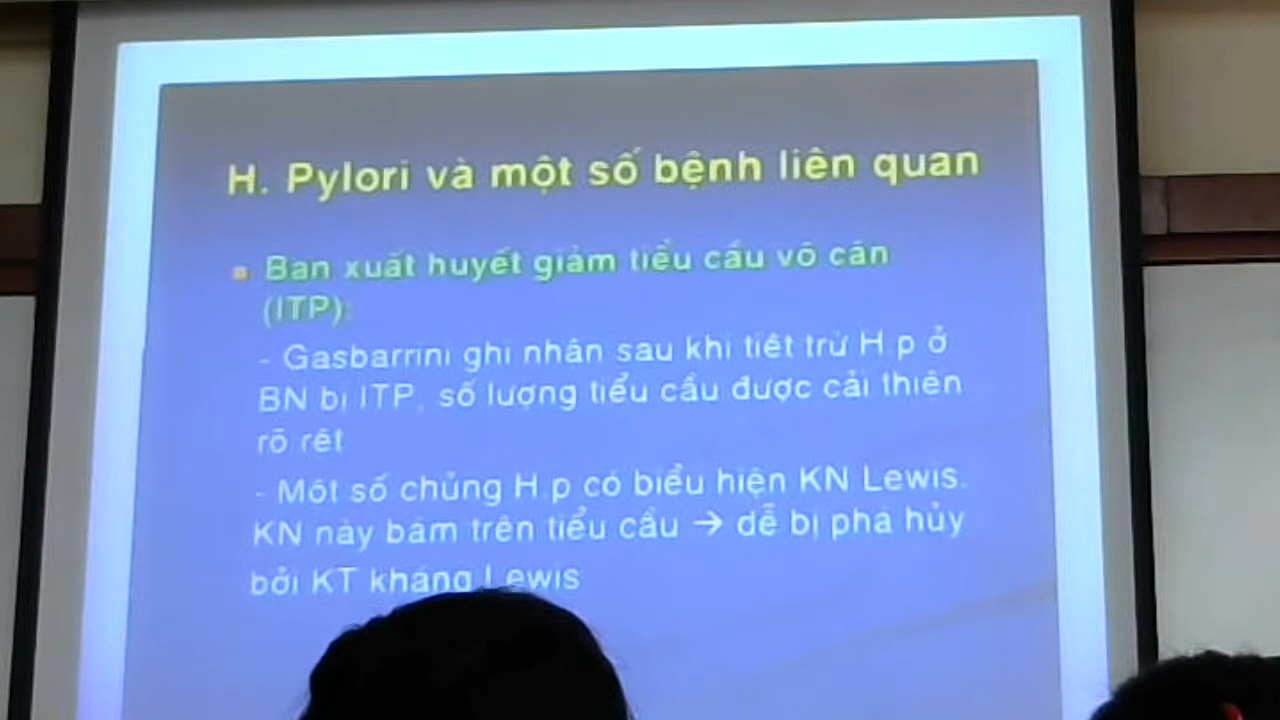 H. Pylori và một số bệnh liên quan
Ban xuất huyết giảm tiểu cầu vô căn
(ITP):
- Gasbarrini ghi nhận sau khi tiệt trừ H.p ở
BN bị ITP, số lượng tiểu cầu được cải thiện
rõ rệt
- Một số chủng H.p có biểu hiện KN Lewis.
KN này bám trên tiểu cầu → dễ bị phá hủy
bởi KT kháng Lewis